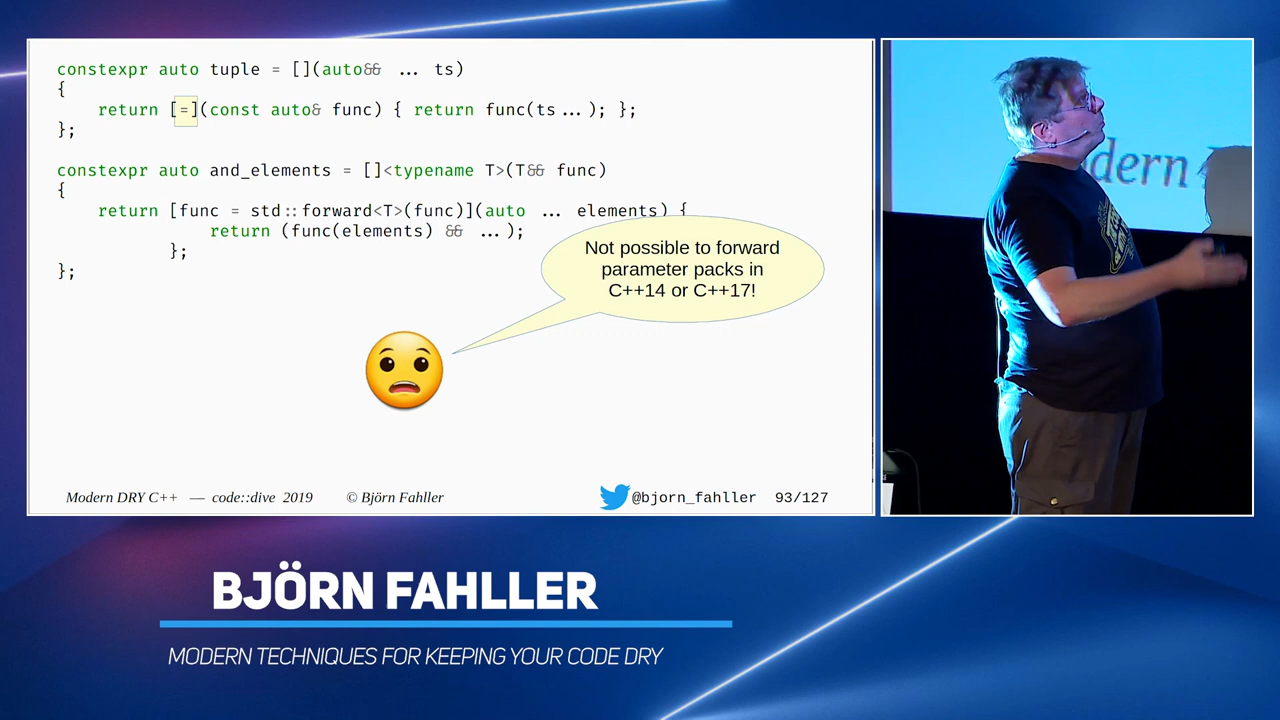 constexpr auto tuple = [](auto&& ... ts)
{
    return [=](const auto& func) { return func(ts...); };
};
constexpr auto and_elements = []<typename T>(T&& func)
{
    return [func = std::forward<T>(func)](auto ... elements) {
               return (func(elements) && ...);
           };
};
Not possible to forward
parameter packs in
C++14 or C++17!
Modern DRY C++ — code::dive 2019 © Björn Fahller @bjorn_fahller 93/127
dern
BJÖRN FAHLLER
MODERN TECHNIQUES FOR KEEPING YOUR CODE DRY